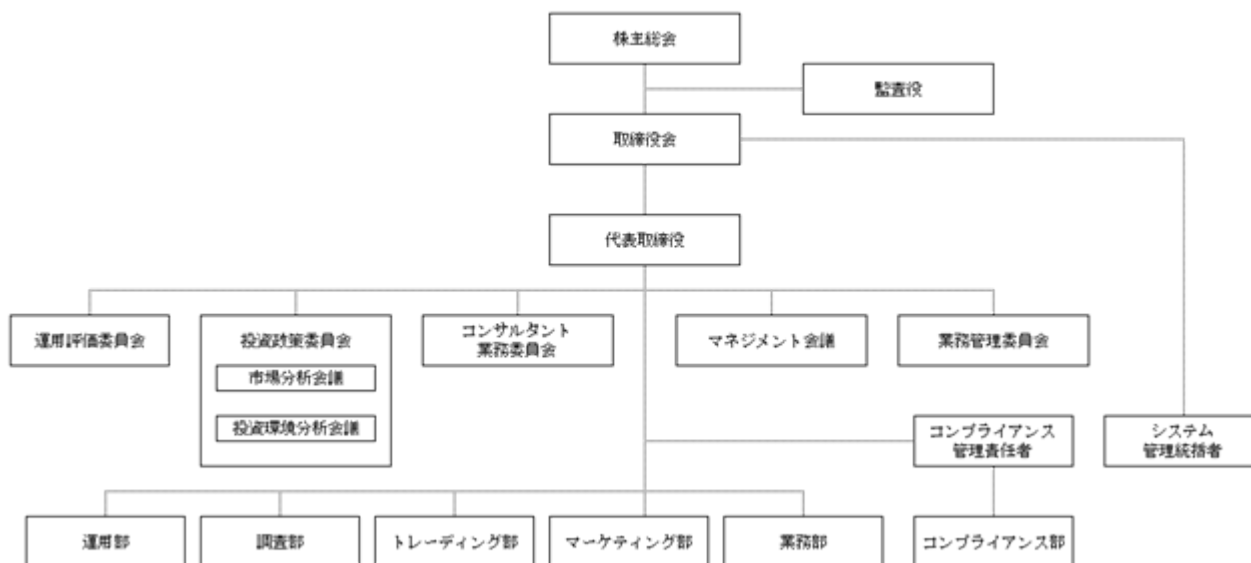 株主総会
監査役
取締役会
代表取締役
運用評価委員会
投資政策委員会
市場分析会議
投資環境分析会議
コンサルタント
業務委員会
マネジメント会議
業務管理委員会
コンプライアンス
管理責任者
システム
管理統括者
運用部
調査部
トレーディング部
マーケティング部
業務部
コンプライアンス部